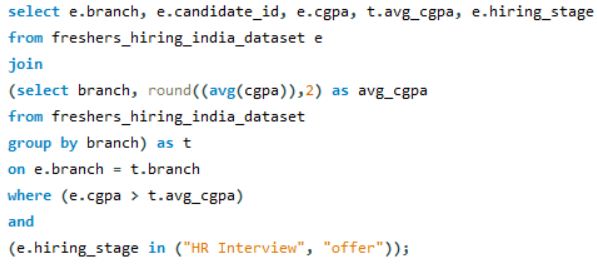 select e.branch, e.candidate_id, e.cgpa, t.avg_cgpa, e.hiring_stage
from freshers_hiring_india_dataset e
join
(select branch, round((avg(cgpa)),2) as avg_cgpa
from freshers_hiring_india_dataset
group by branch) as t
on e.branch = t.branch
where (e.cgpa > t.avg_cgpa)
and
(e.hiring_stage in ("HR Interview", "offer"));